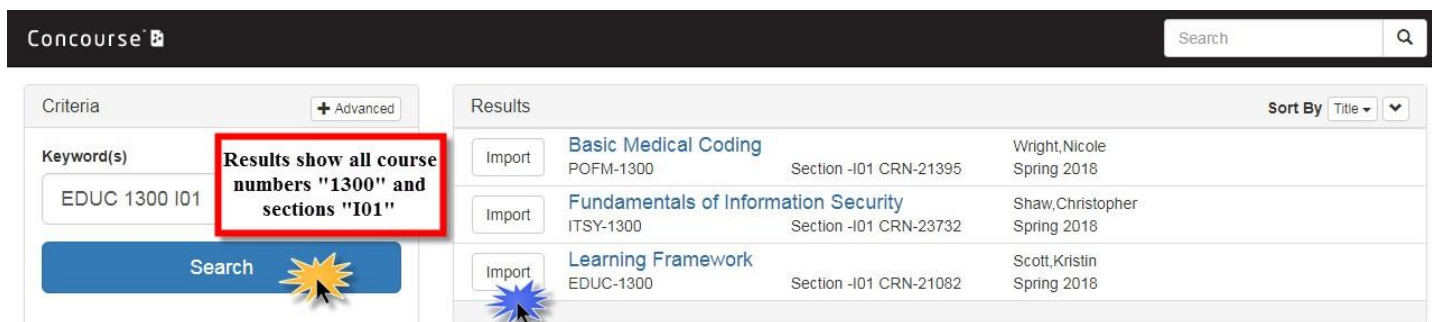 Concourse
Search
Criteria
+ Advanced
Keyword(s)
EDUC 1300 I01
Search
Results show all course
numbers "1300" and
sections "I01"
Results
Sort By Title
Import Basic Medical Coding Wright,Nicole
POFM-1300 Section -I01 CRN-21395 Spring 2018
Import Fundamentals of Information Security Shaw,Christopher
ITSY-1300 Section -I01 CRN-23732 Spring 2018
Import Learning Framework Scott,Kristin
EDUC-1300 Section -I01 CRN-21082 Spring 2018